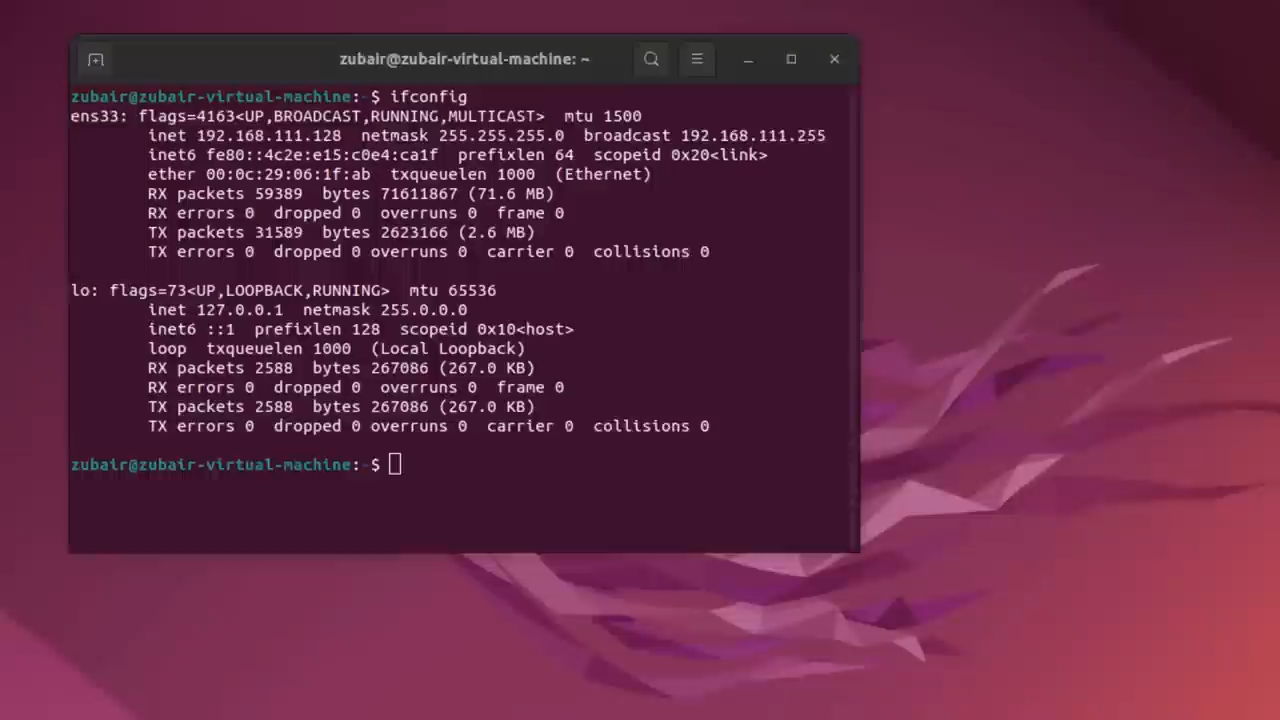 zubair@zubair-virtual-machine: ~
zubair@zubair-virtual-machine:~$ ifconfig
ens33: flags=4163<UP,BROADCAST,RUNNING,MULTICAST>  mtu 1500
        inet 192.168.111.128  netmask 255.255.255.0  broadcast 192.168.111.255
        inet6 fe80::4c2e:e15:c0e4:ca1f  prefixlen 64  scopeid 0x20<link>
        ether 00:0c:29:06:1f:ab  txqueuelen 1000  (Ethernet)
        RX packets 59389  bytes 71611867 (71.6 MB)
        RX errors 0  dropped 0  overruns 0  frame 0
        TX packets 31589  bytes 2623166 (2.6 MB)
        TX errors 0  dropped 0 overruns 0  carrier 0  collisions 0
lo: flags=73<UP,LOOPBACK,RUNNING>  mtu 65536
        inet 127.0.0.1  netmask 255.0.0.0
        inet6 ::1  prefixlen 128  scopeid 0x10<host>
        loop  txqueuelen 1000  (Local Loopback)
        RX packets 2588  bytes 267086 (267.0 KB)
        RX errors 0  dropped 0  overruns 0  frame 0
        TX packets 2588  bytes 267086 (267.0 KB)
        TX errors 0  dropped 0 overruns 0  carrier 0  collisions 0
zubair@zubair-virtual-machine:~$